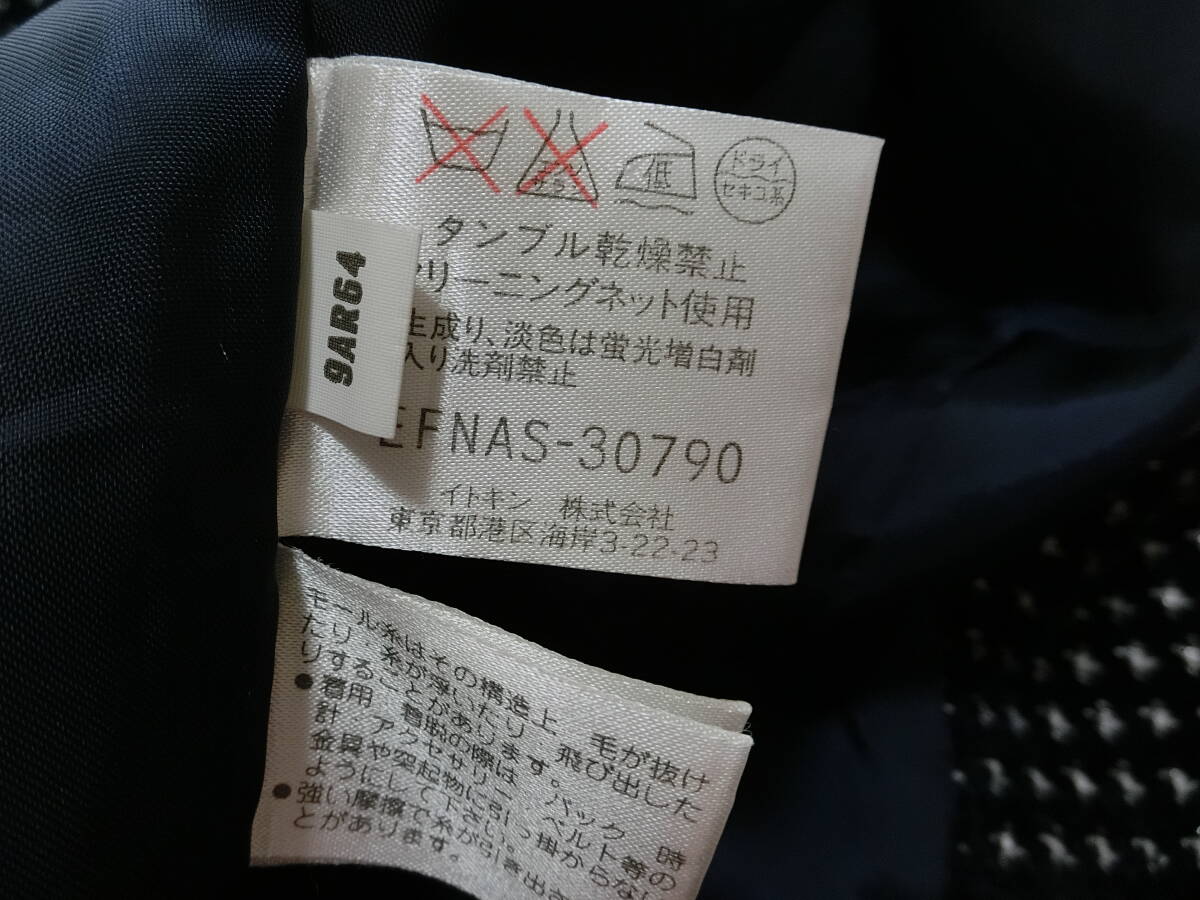 低
ドライ
セキユ系
タンブル乾燥禁止
リーニングネット使用
生成り、淡色は蛍光増白剤
入り洗剤禁止
EFNAS-30790
イトキン 株式会社
東京都港区海岸3-22-23
9AR64
モール糸はその構造上、毛が抜け
たり、糸が浮いたり、飛び出した
りすることがあります。
●着用・着脱の際は、バック、時
計・アクセサリー、ベルト等の
金具や突起物に引っ掛からない
ようにして下さい。
●強い摩擦で糸が引き出さ
とがあります。